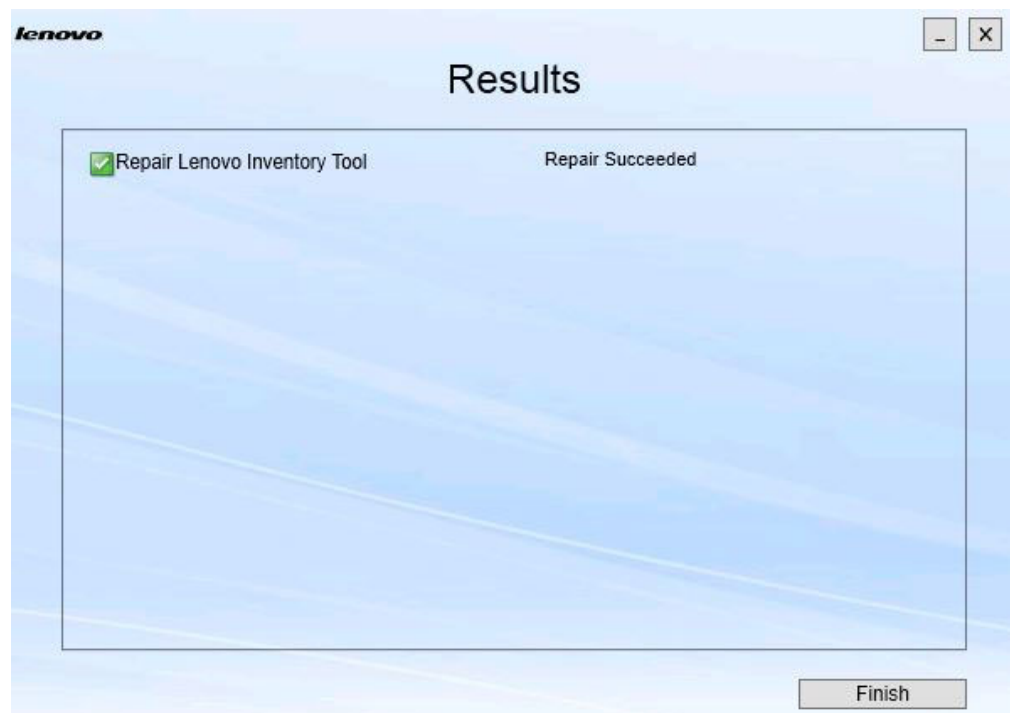 lenovo
_ X
Results
Repair Lenovo Inventory Tool Repair Succeeded
Finish